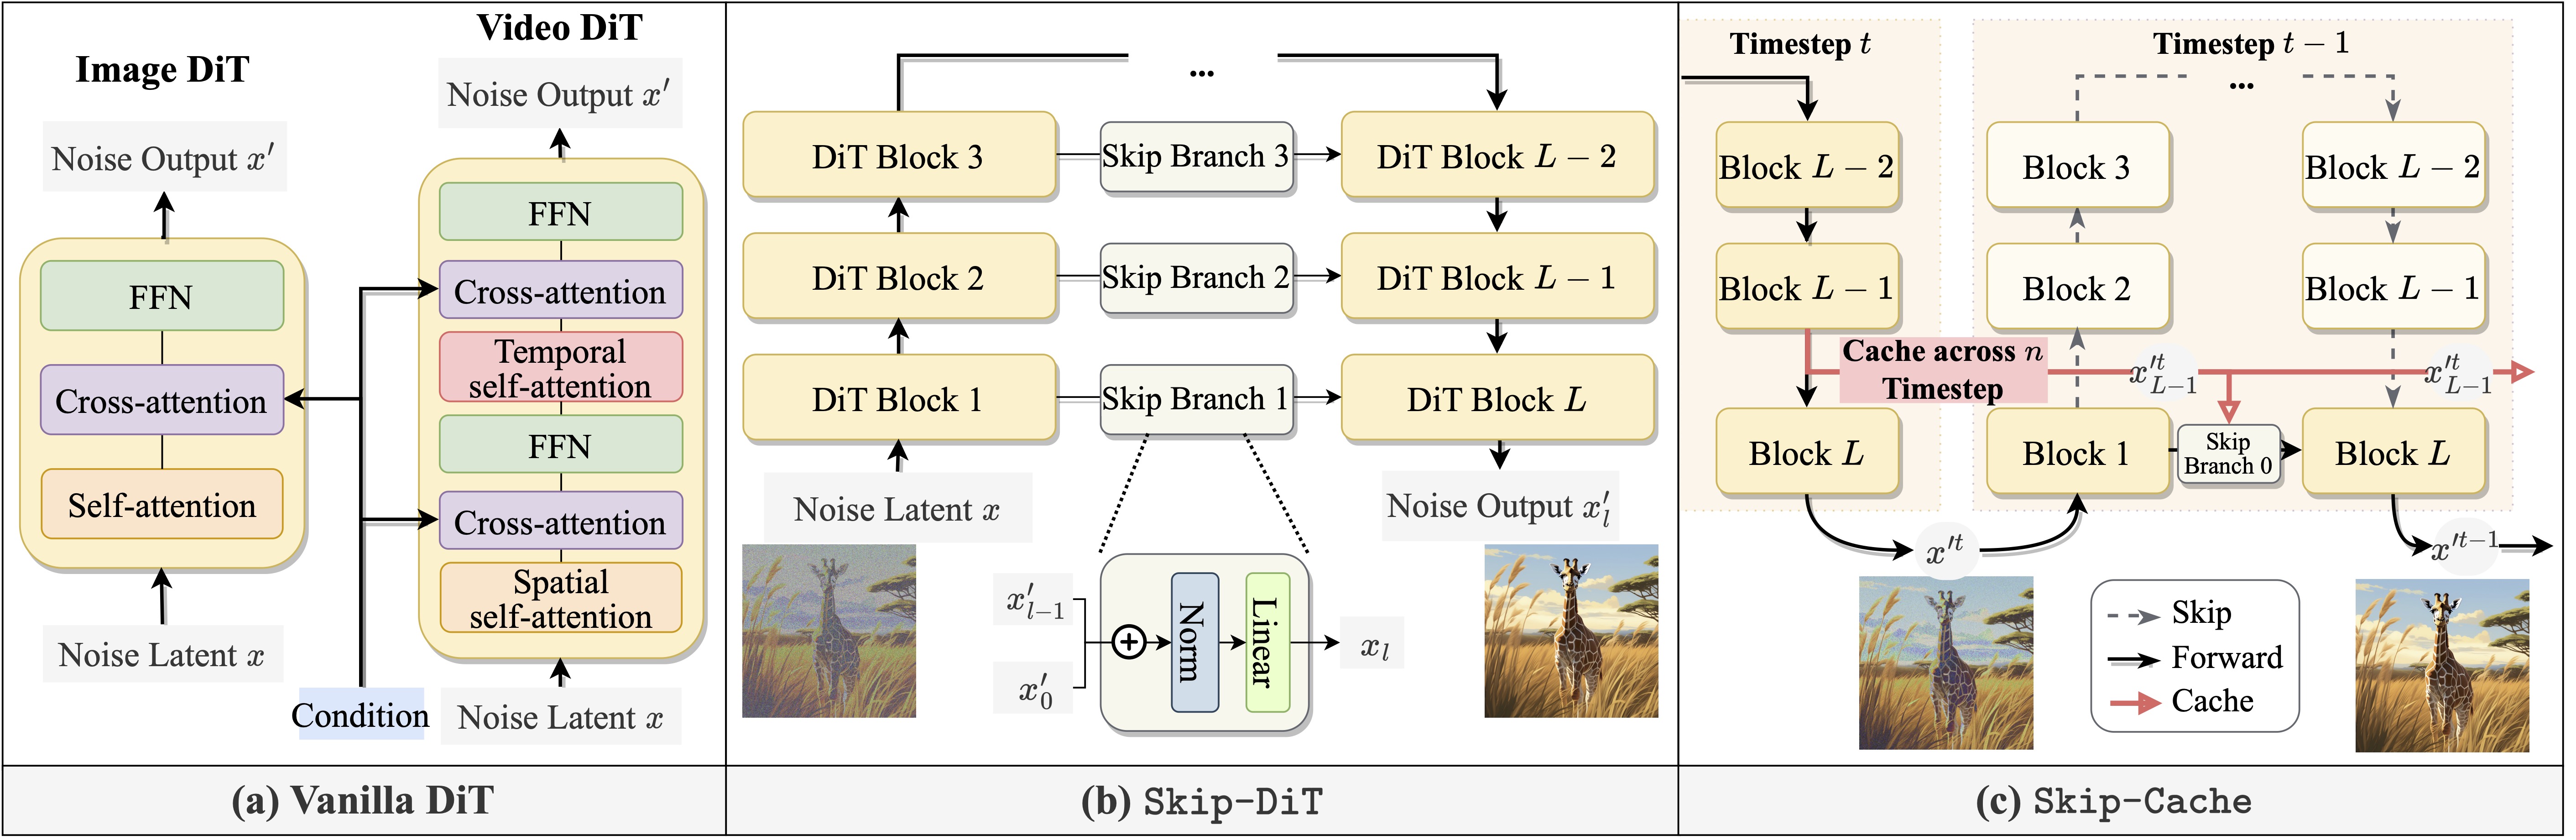 Image DiT
Noise Output x′
FFN
Cross-attention
Self-attention
Noise Latent x
Condition
Video DiT
Noise Output x′
FFN
Cross-attention
Temporal
self-attention
FFN
Cross-attention
Spatial
self-attention
Noise Latent x
(a) Vanilla DiT
...
DiT Block 3
Skip Branch 3
DiT Block L − 2
DiT Block 2
Skip Branch 2
DiT Block L − 1
DiT Block 1
Skip Branch 1
DiT Block L
Noise Latent x
Noise Output x′_l
x′_{l−1}
x′_0
+
Norm
Linear
x_l
(b) Skip-DiT
Timestep t
Timestep t − 1
...
Block L − 2
Block 3
Block L − 2
Block L − 1
Block 2
Block L − 1
Cache across n
Timestep
x′^t_{L−1}
x′^t_{L−1}
Block L
Block 1
Skip
Branch 0
Block L
x′^t
x′^{t−1}
Skip
Forward
Cache
(c) Skip-Cache